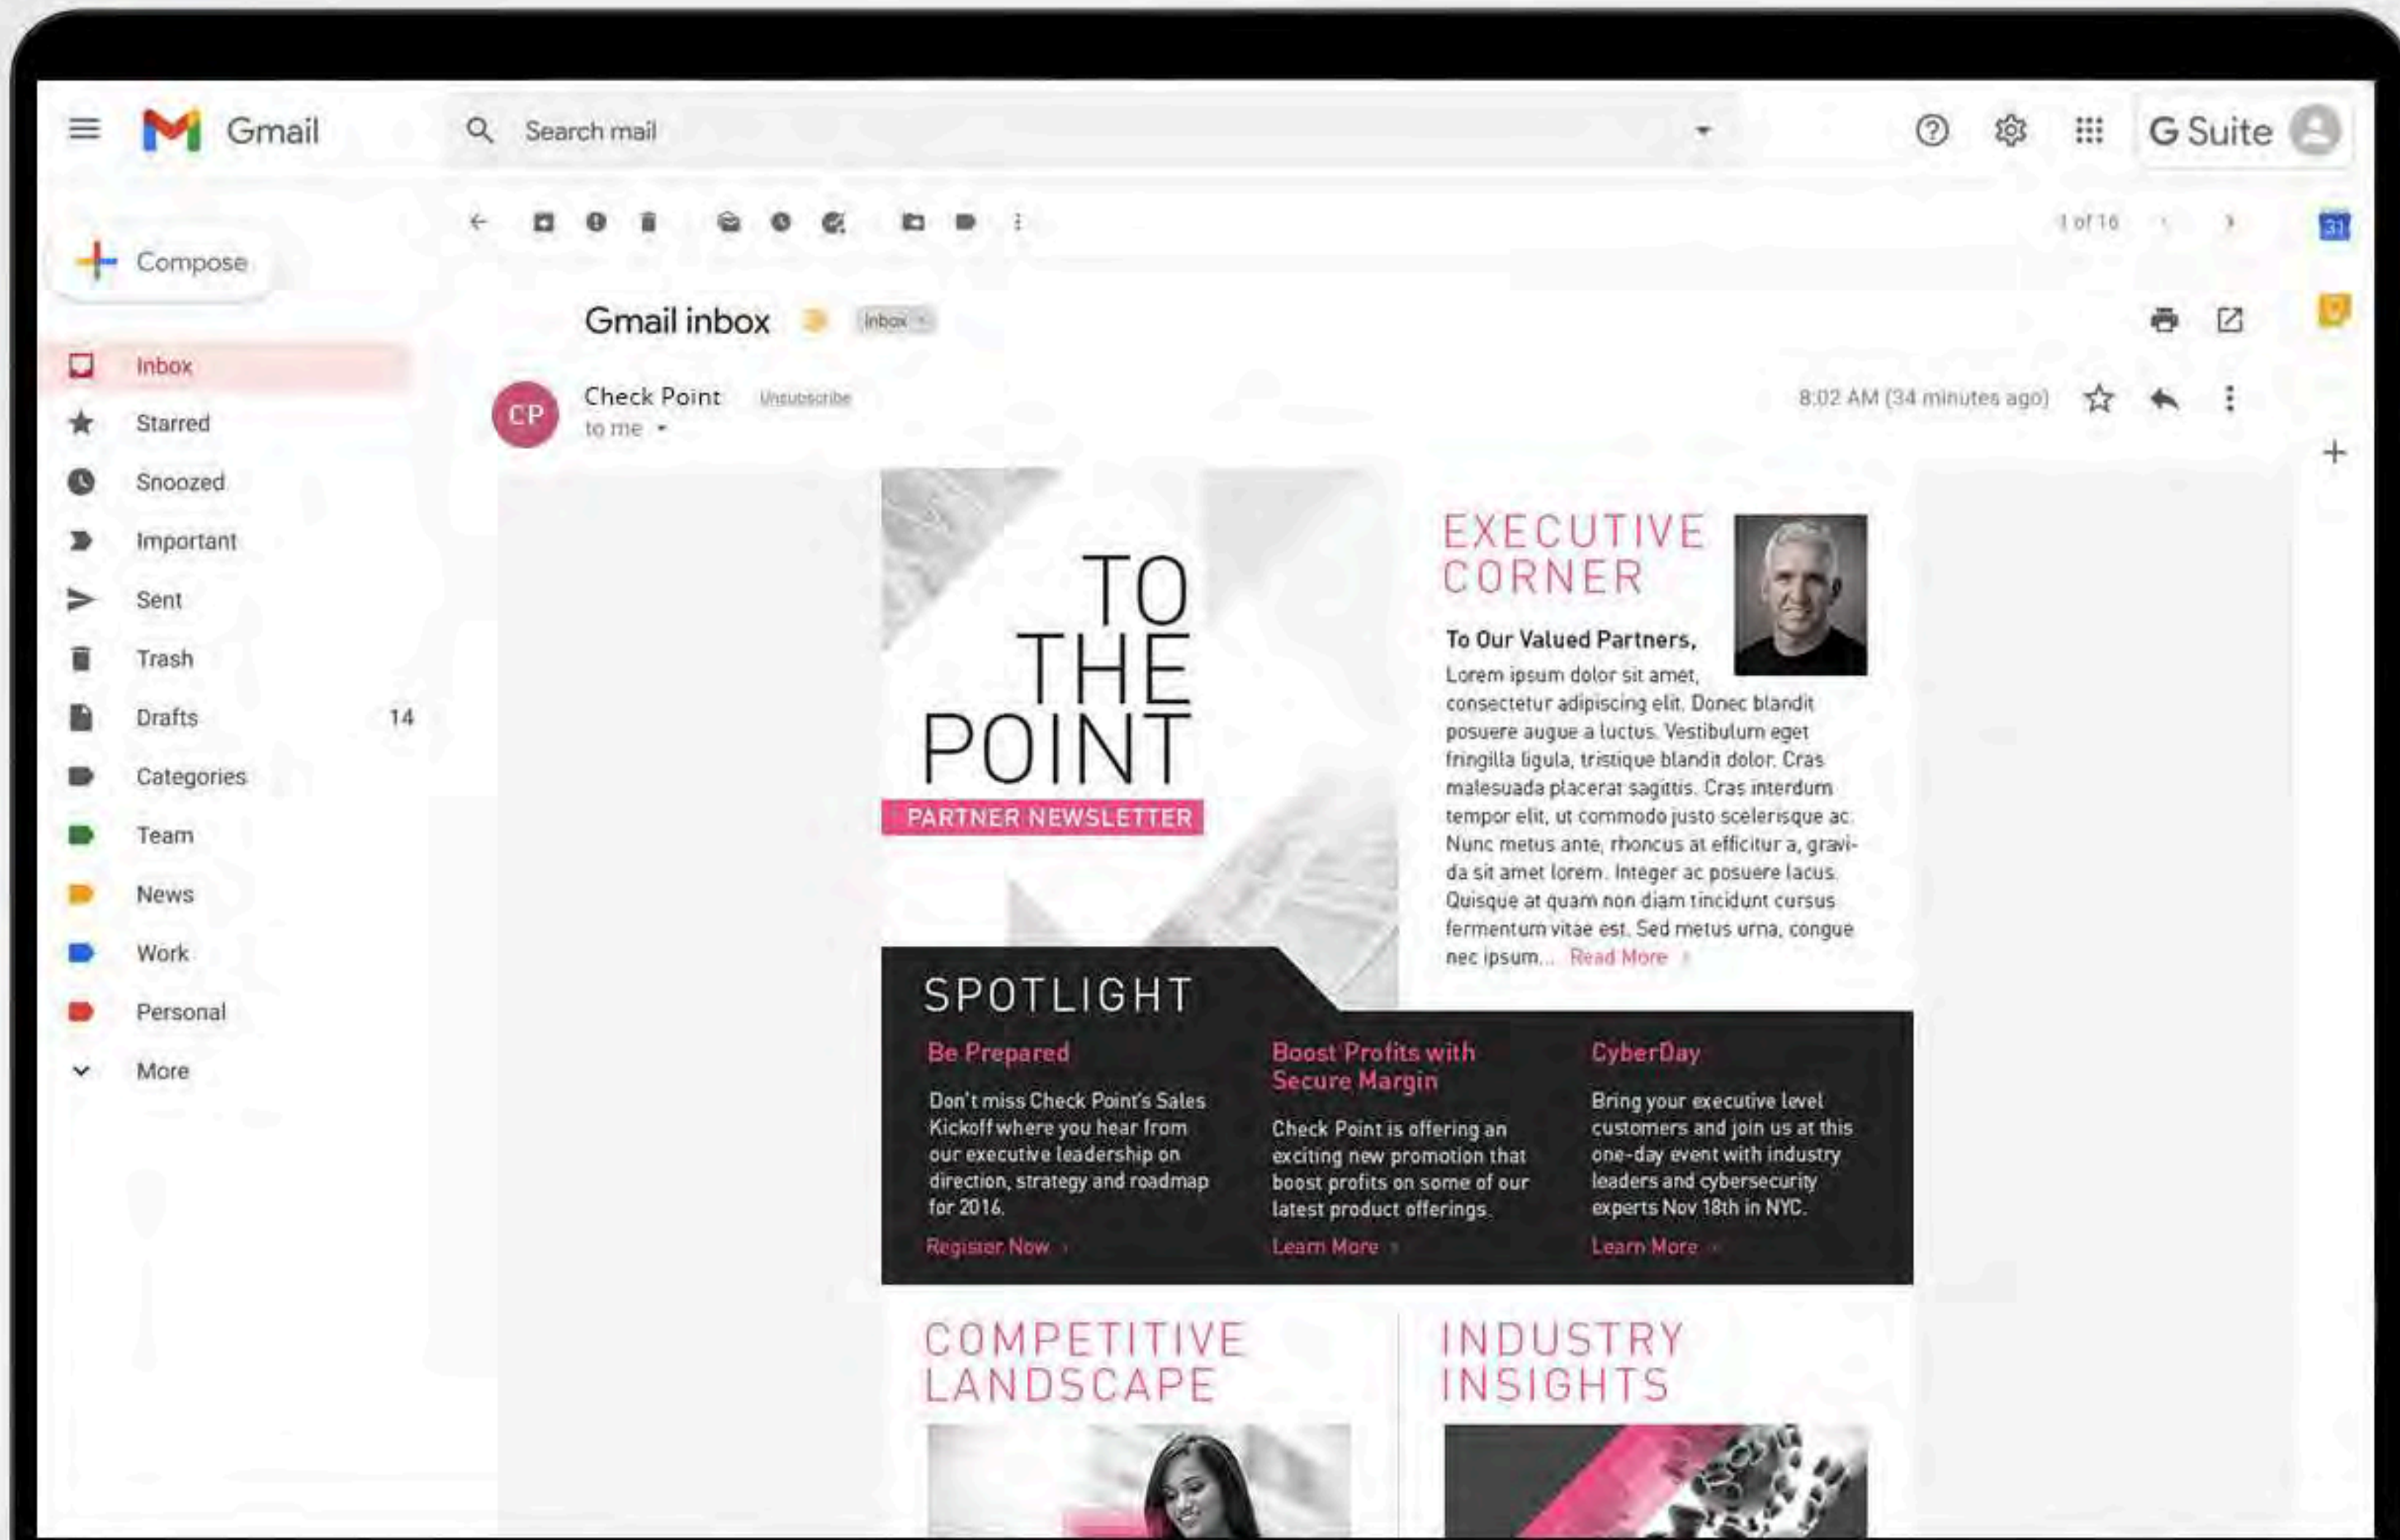 Gmail
Search mail
G Suite
Compose
1 of 16
31
Gmail inbox
Inbox
Inbox
Starred
Snoozed
Important
Sent
Trash
Drafts 14
Categories
Team
News
Work
Personal
More
CP
Check Point Unsubscribe
to me
8:02 AM (34 minutes ago)
TO
THE
POINT
PARTNER NEWSLETTER
EXECUTIVE
CORNER
To Our Valued Partners,
Lorem ipsum dolor sit amet,
consectetur adipiscing elit. Donec blandit
posuere augue a luctus. Vestibulum eget
fringilla ligula, tristique blandit dolor. Cras
malesuada placerat sagittis. Cras interdum
tempor elit, ut commodo justo scelerisque ac.
Nunc metus ante, rhoncus at efficitur a, gravi-
da sit amet lorem. Integer ac posuere lacus.
Quisque at quam non diam tincidunt cursus
fermentum vitae est. Sed metus urna, congue
nec ipsum... Read More
SPOTLIGHT
Be Prepared
Don't miss Check Point's Sales
Kickoff where you hear from
our executive leadership on
direction, strategy and roadmap
for 2016.
Register Now
Boost Profits with
Secure Margin
Check Point is offering an
exciting new promotion that
boost profits on some of our
latest product offerings.
Learn More
CyberDay
Bring your executive level
customers and join us at this
one-day event with industry
leaders and cybersecurity
experts Nov 18th in NYC.
Learn More
COMPETITIVE
LANDSCAPE
INDUSTRY
INSIGHTS